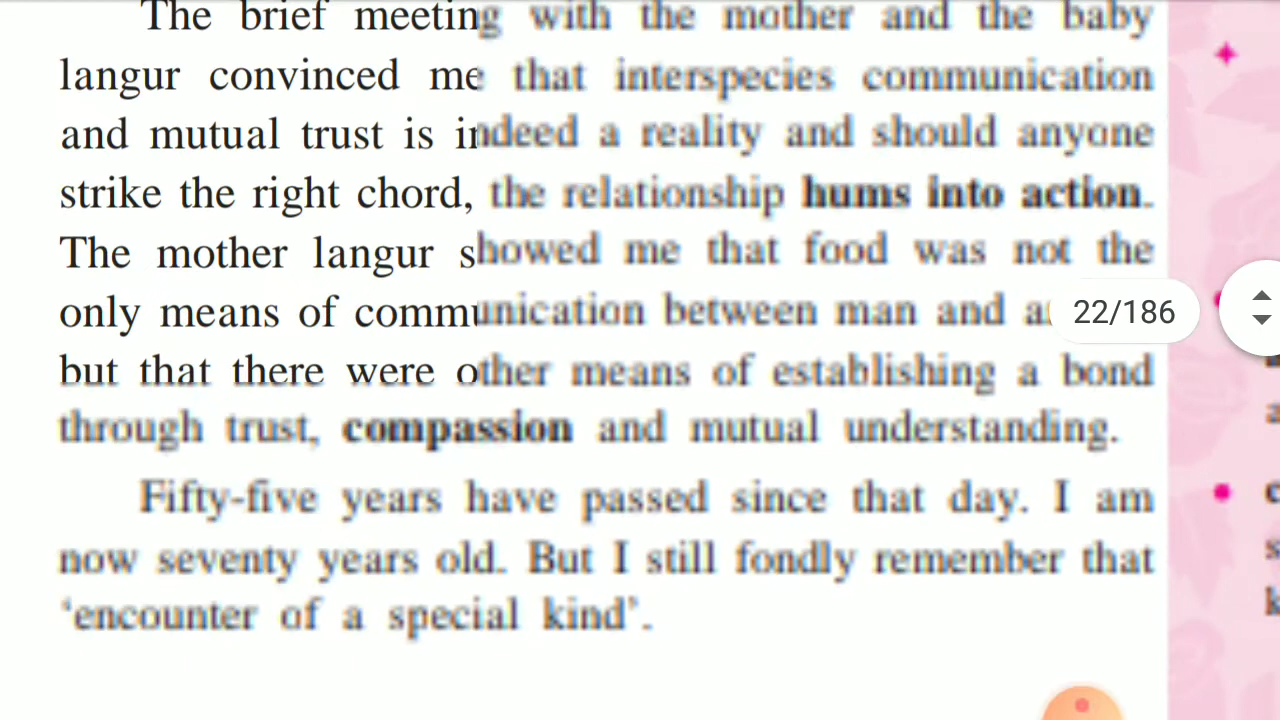 The brief meeting with the mother and the baby
langur convinced me that interspecies communication
and mutual trust is indeed a reality and should anyone
strike the right chord, the relationship hums into action.
The mother langur showed me that food was not the
only means of communication between man and
22/186
but that there were other means of establishing a bond
through trust, compassion and mutual understanding.
Fifty-five years have passed since that day. I am
now seventy years old. But I still fondly remember that
‘encounter of a special kind’.